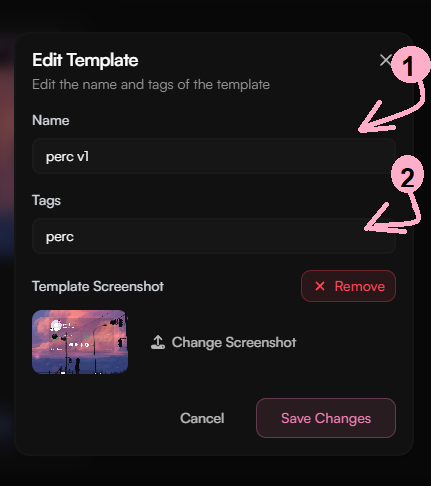 Edit Template
1
Edit the name and tags of the template
Name
perc v1
2
Tags
perc
Template Screenshot
Remove
Change Screenshot
Cancel
Save Changes